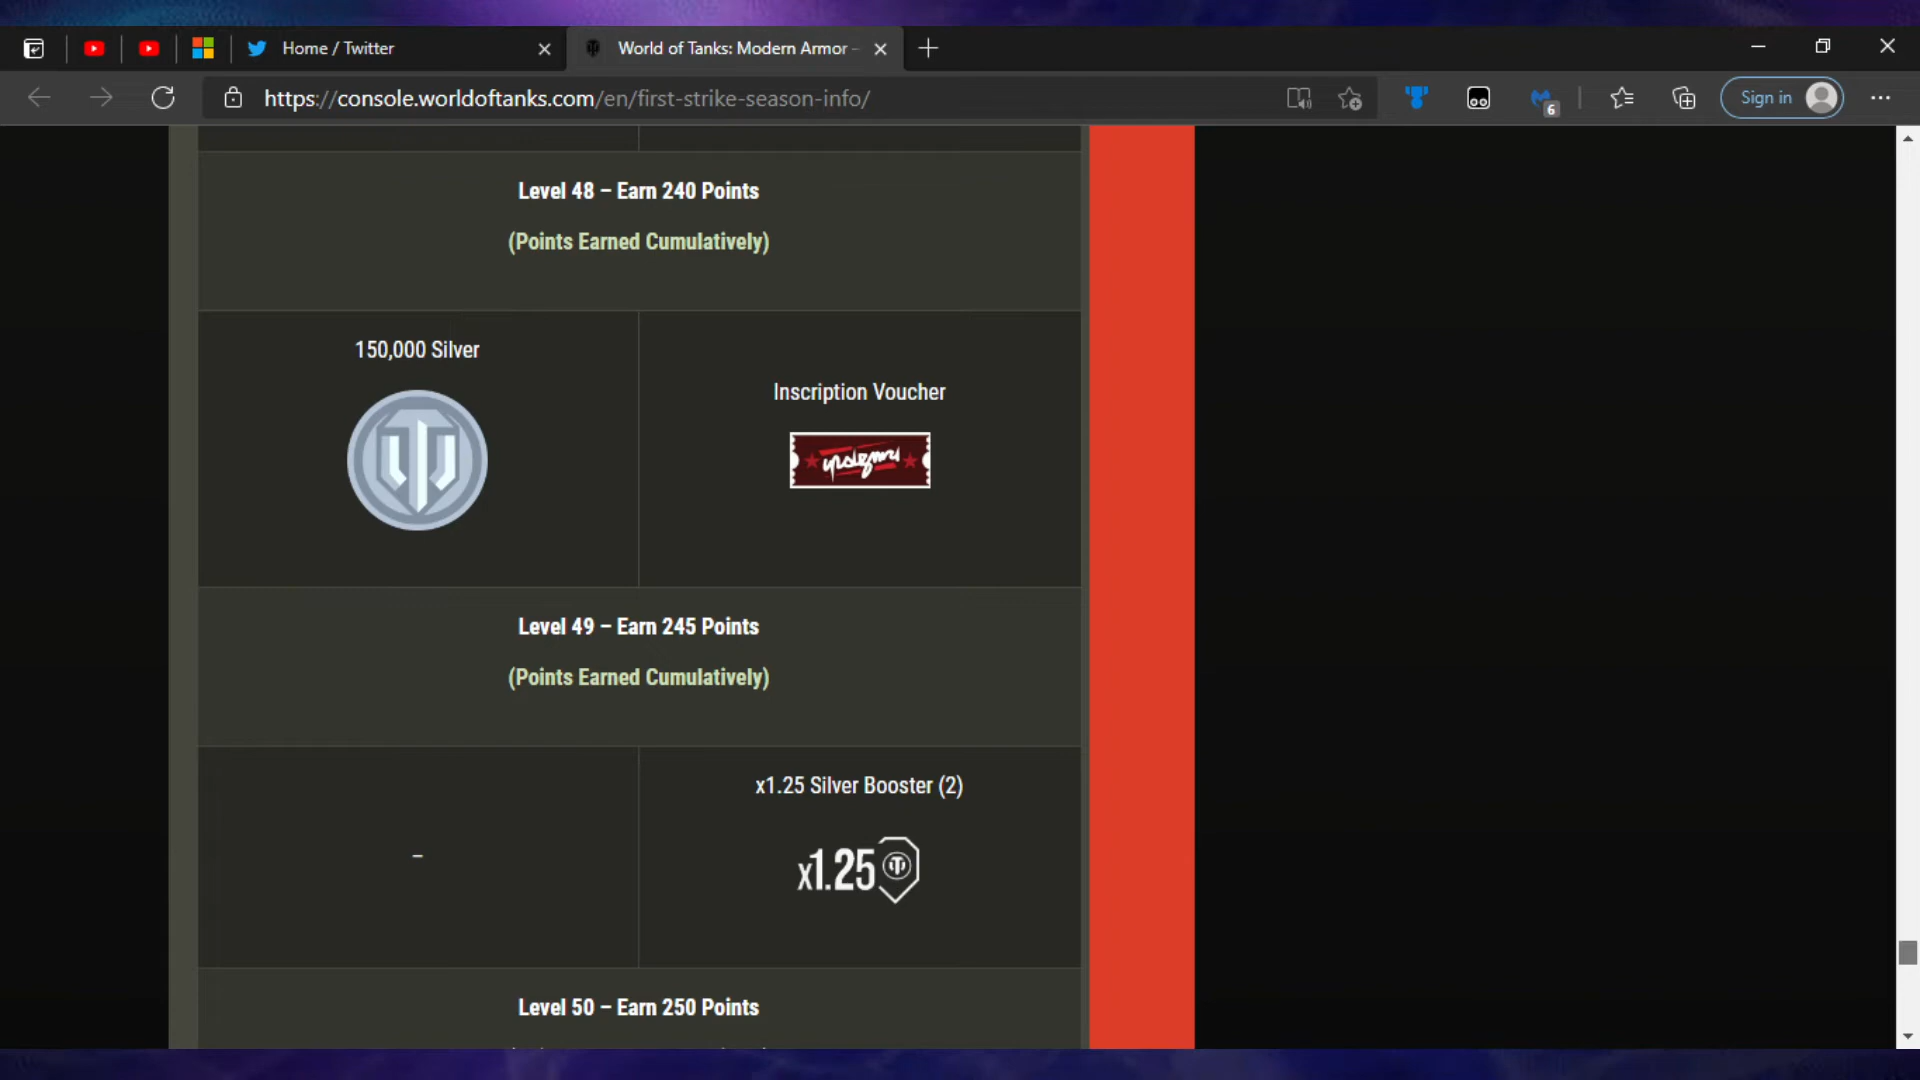 Home / Twitter
World of Tanks: Modern Armor –
https://console.worldoftanks.com/en/first-strike-season-info/
6
Sign in
Level 48 – Earn 240 Points
(Points Earned Cumulatively)
150,000 Silver
Inscription Voucher
Level 49 – Earn 245 Points
(Points Earned Cumulatively)
–
x1.25 Silver Booster (2)
x1.25
Level 50 – Earn 250 Points